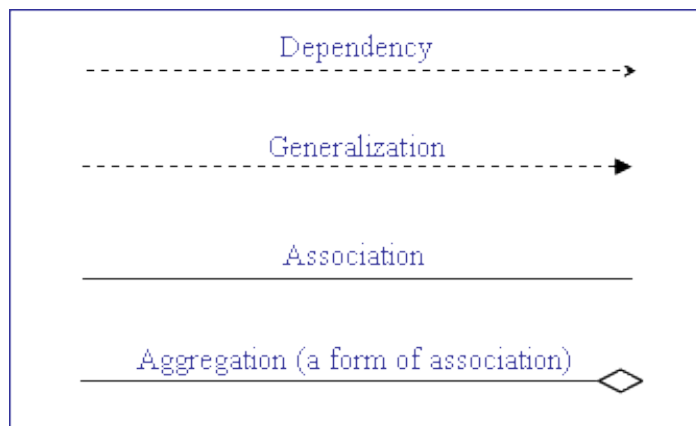 Dependency
Generalization
Association
Aggregation (a form of association)